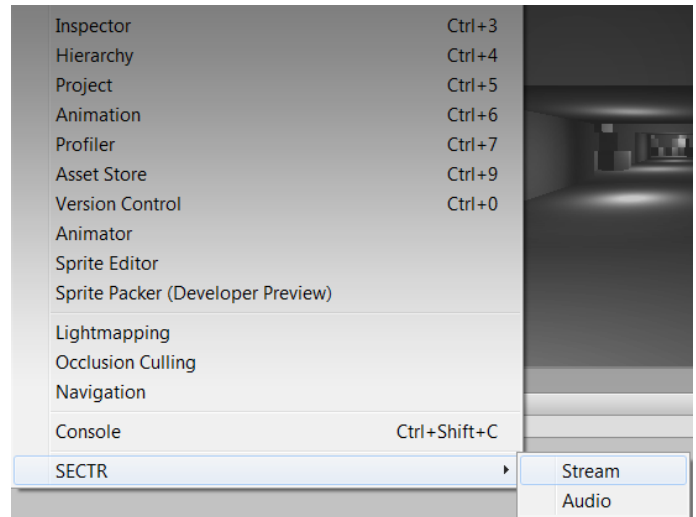 Inspector Ctrl+3
Hierarchy Ctrl+4
Project Ctrl+5
Animation Ctrl+6
Profiler Ctrl+7
Asset Store Ctrl+9
Version Control Ctrl+0
Animator
Sprite Editor
Sprite Packer (Developer Preview)
Lightmapping
Occlusion Culling
Navigation
Console Ctrl+Shift+C
SECTR
Stream
Audio